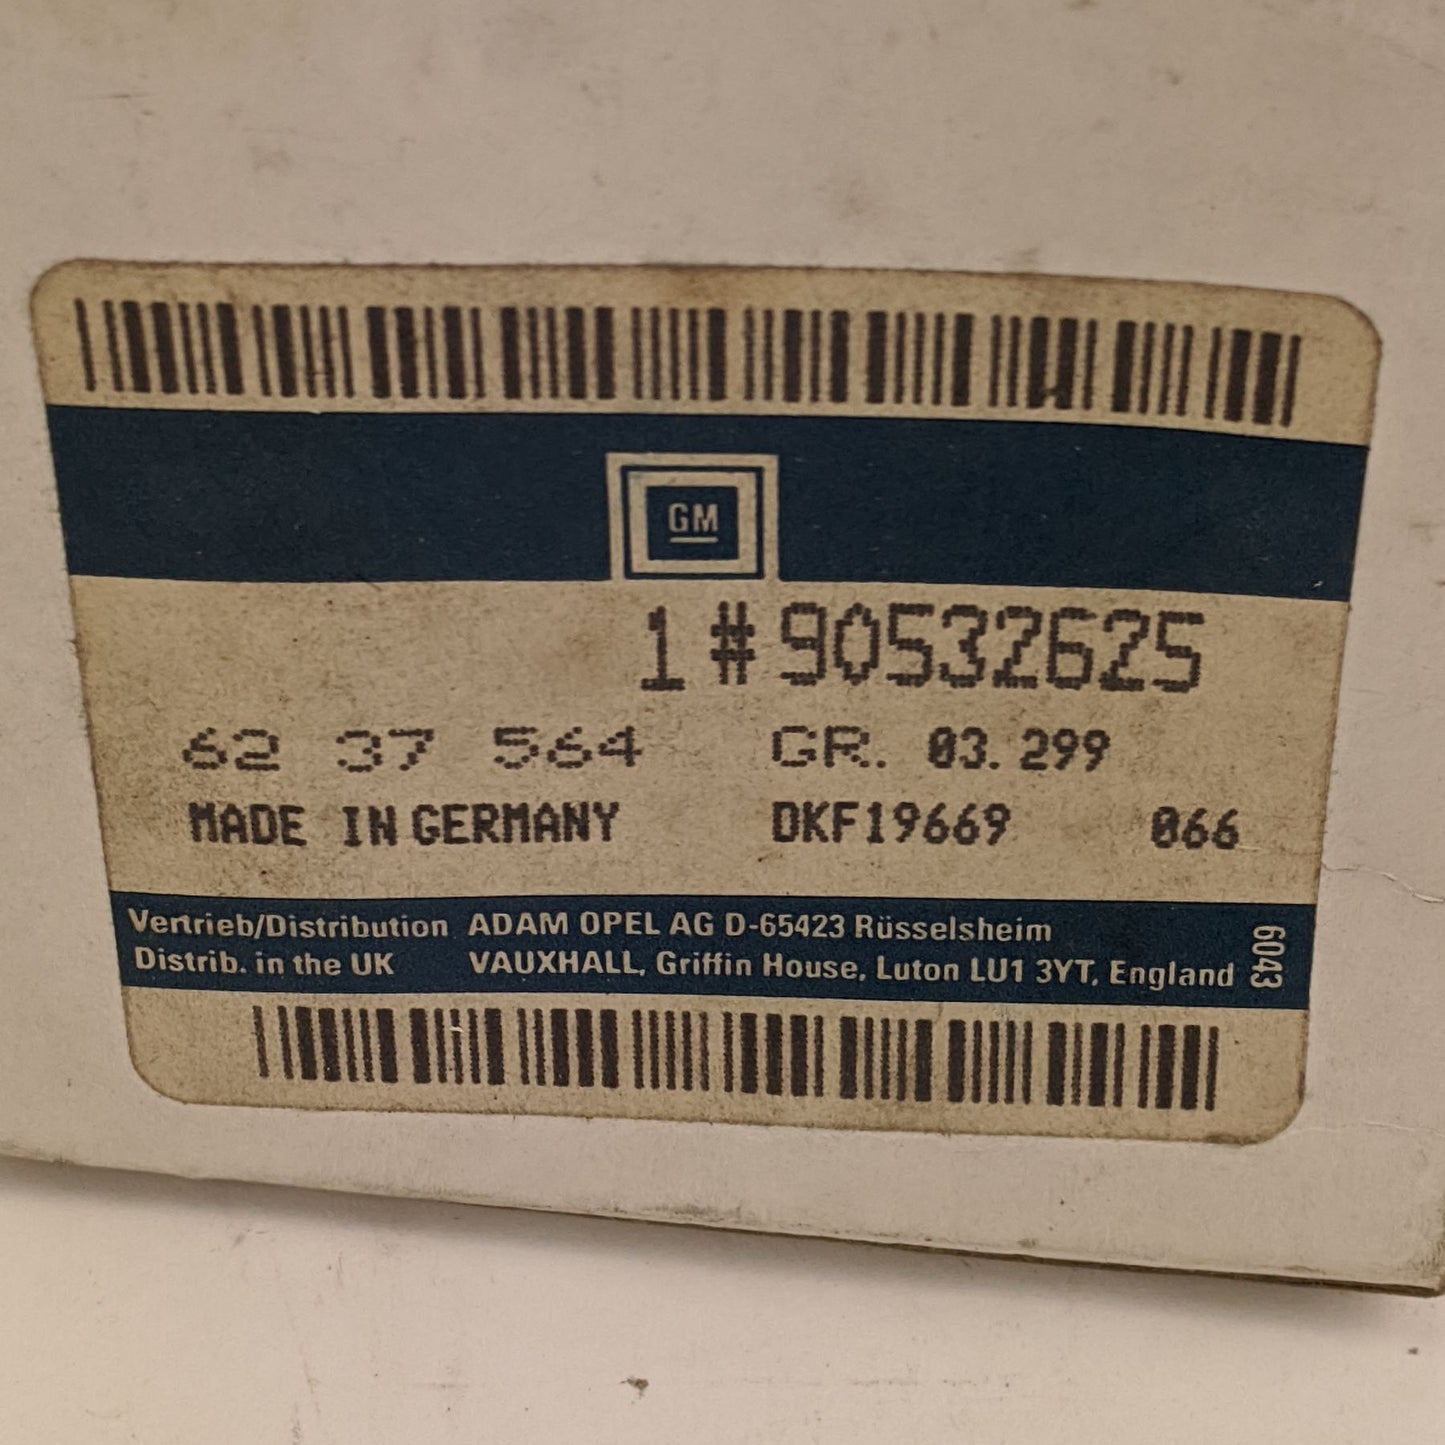 GM
1 #90532625
62 37 564 GR. 03.299
MADE IN GERMANY DKF19669 066
Vertrieb/Distribution ADAM OPEL AG D-65423 Rüsselsheim
Distrib. in the UK VAUXHALL, Griffin House, Luton LU1 3YT, England
6043